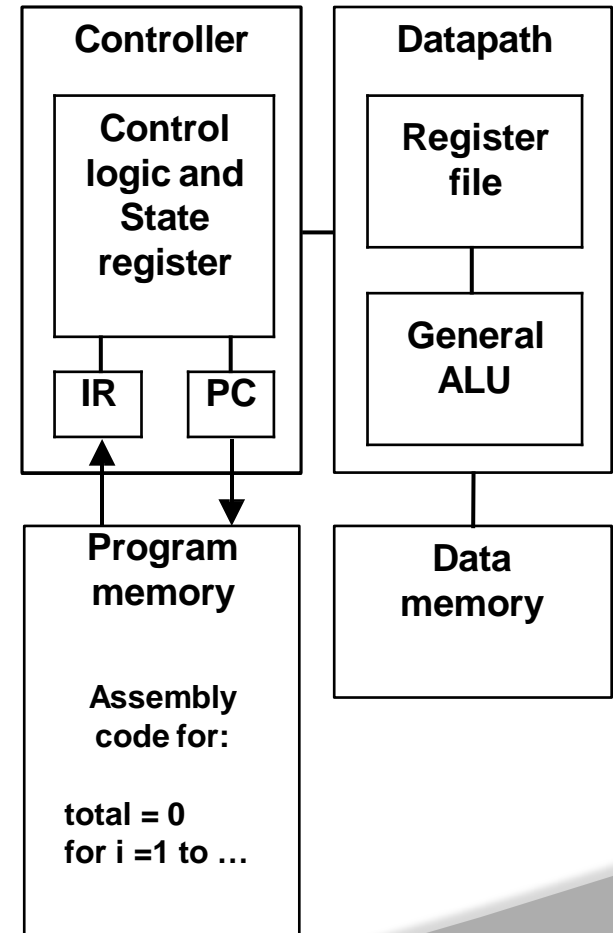 Controller
Control
logic and
State
register
IR
PC
Datapath
Register
file
General
ALU
Program
memory
Assembly
code for:
total = 0
for i =1 to …
Data
memory